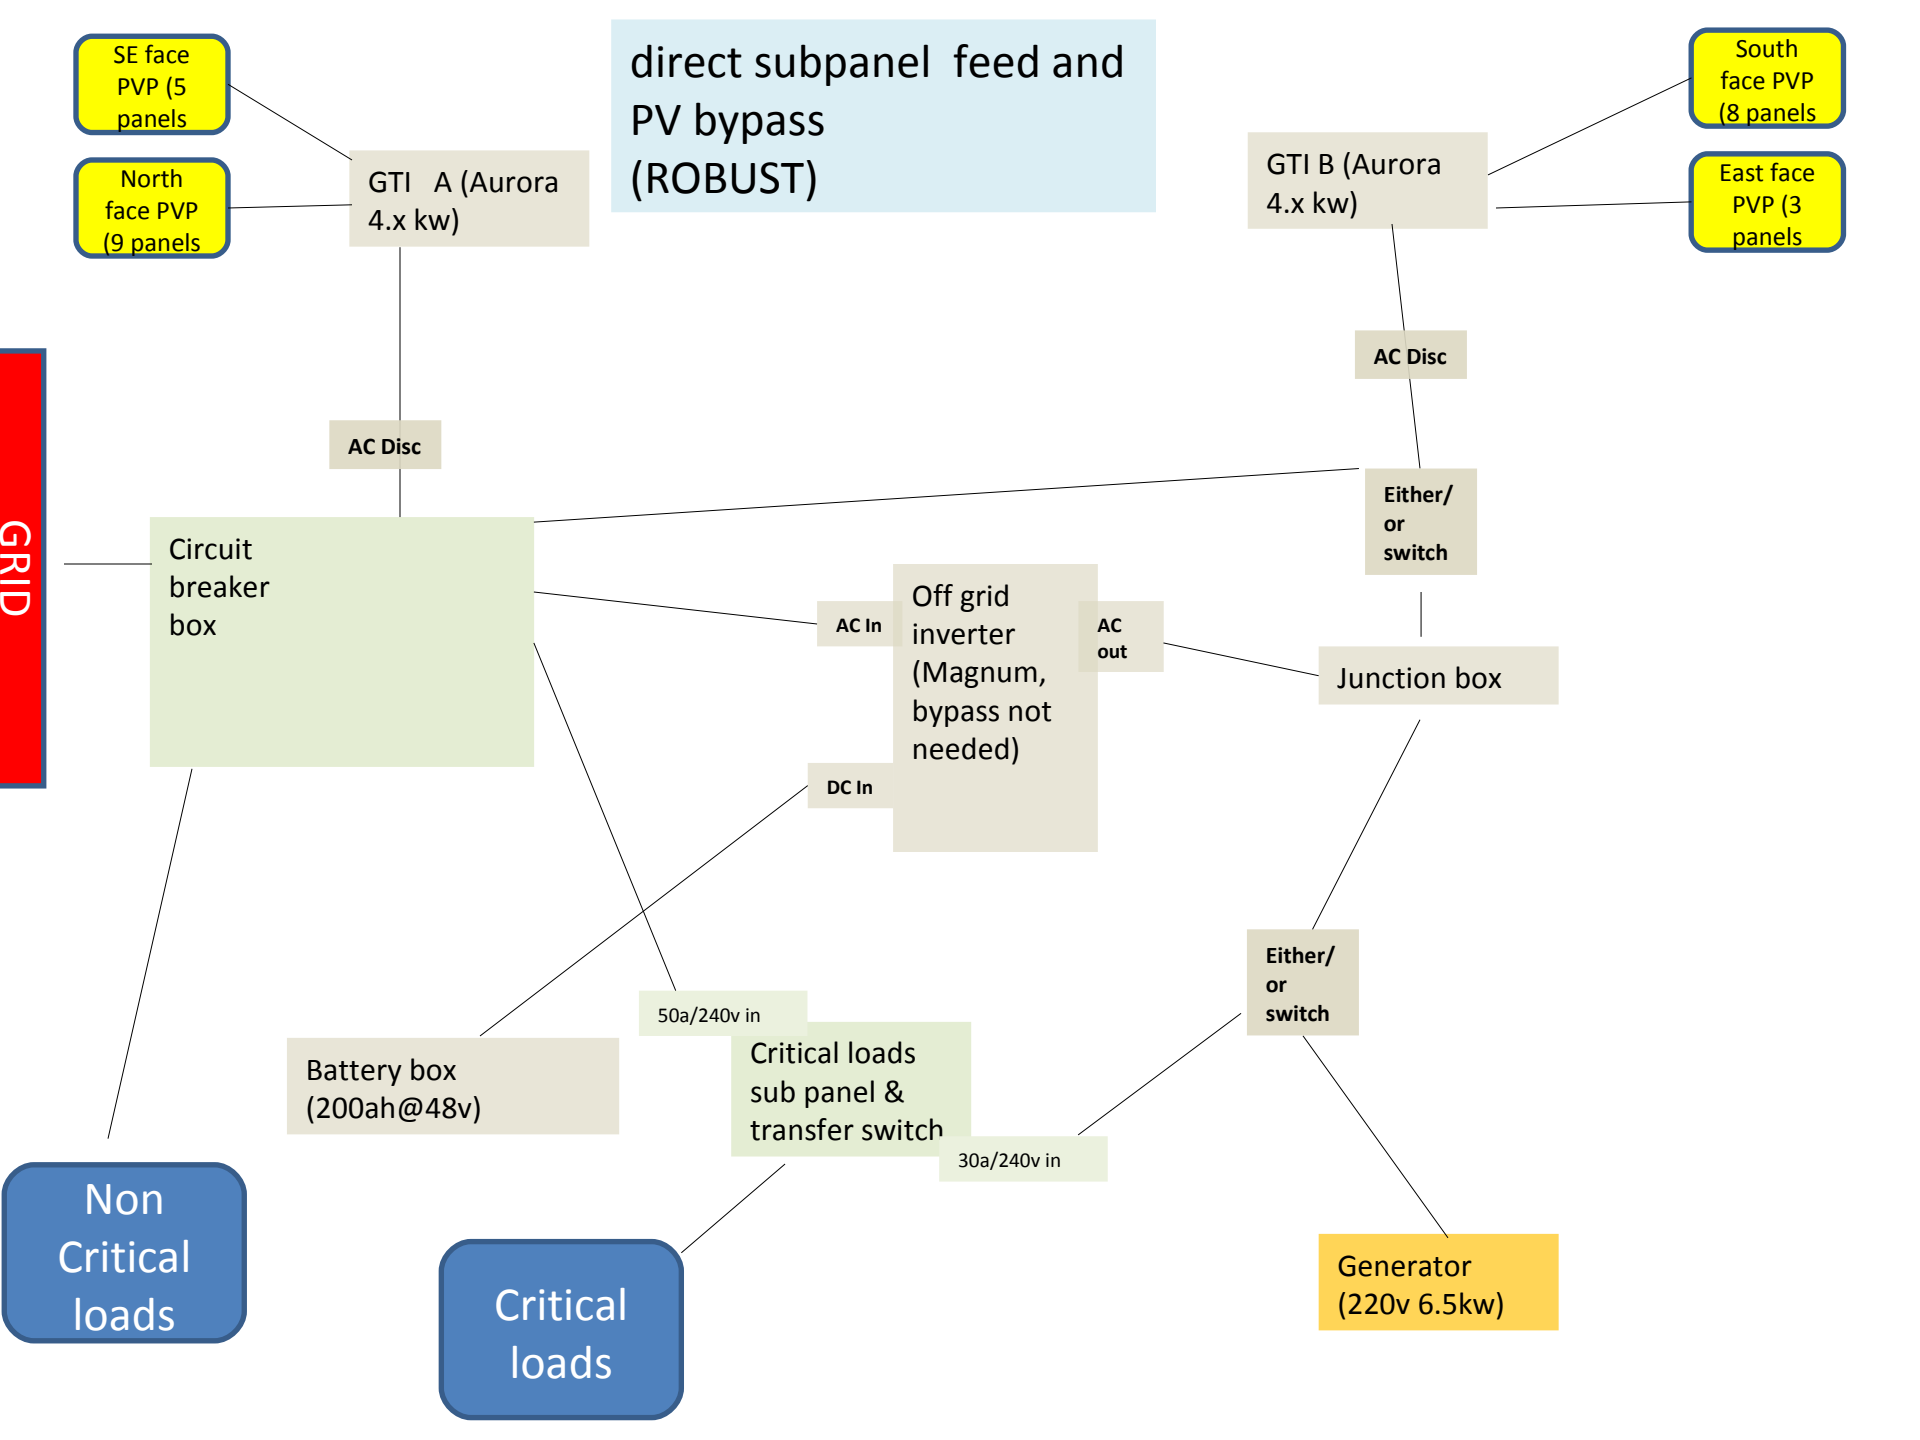 SE face
PVP (5
panels
North
face PVP
(9 panels
GTI   A (Aurora
4.x kw)
direct subpanel  feed and
PV bypass
(ROBUST)
GTI B (Aurora
4.x kw)
South
face PVP
(8 panels
East face
PVP (3
panels
AC Disc
AC Disc
GRID
Circuit
breaker
box
Either/
or
switch
AC In
Off grid
inverter
(Magnum,
bypass not
needed)
AC
out
DC In
Junction box
Either/
or
switch
50a/240v in
Critical loads
sub panel &
transfer switch
30a/240v in
Battery box
(200ah@48v)
Non
Critical
loads
Critical
loads
Generator
(220v 6.5kw)